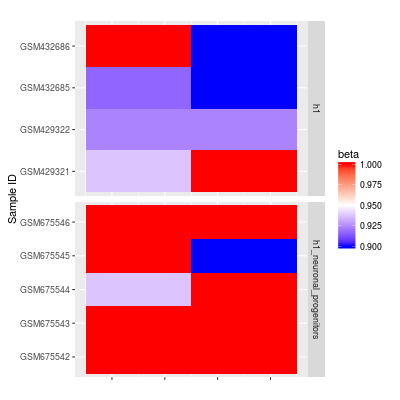 GSM432686
GSM432685
GSM429322
GSM429321
h1
GSM675546
GSM675545
GSM675544
GSM675543
GSM675542
h1_neuronal_progenitors
Sample ID
beta
1.000
0.975
0.950
0.925
0.900